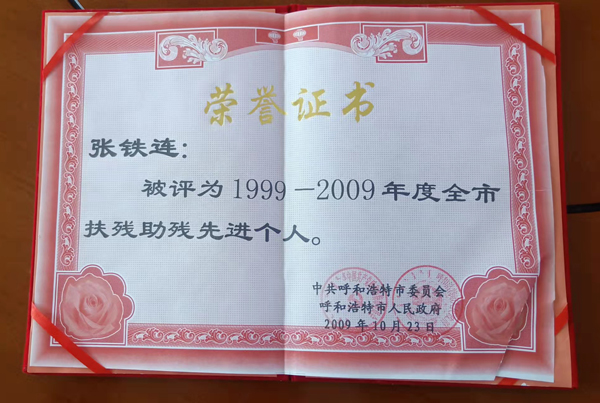 荣誉证书
张铁连：
被评为1999－2009年度全市
扶残助残先进个人。
中共呼和浩特市委员会
呼和浩特市人民政府
2009年10月23日